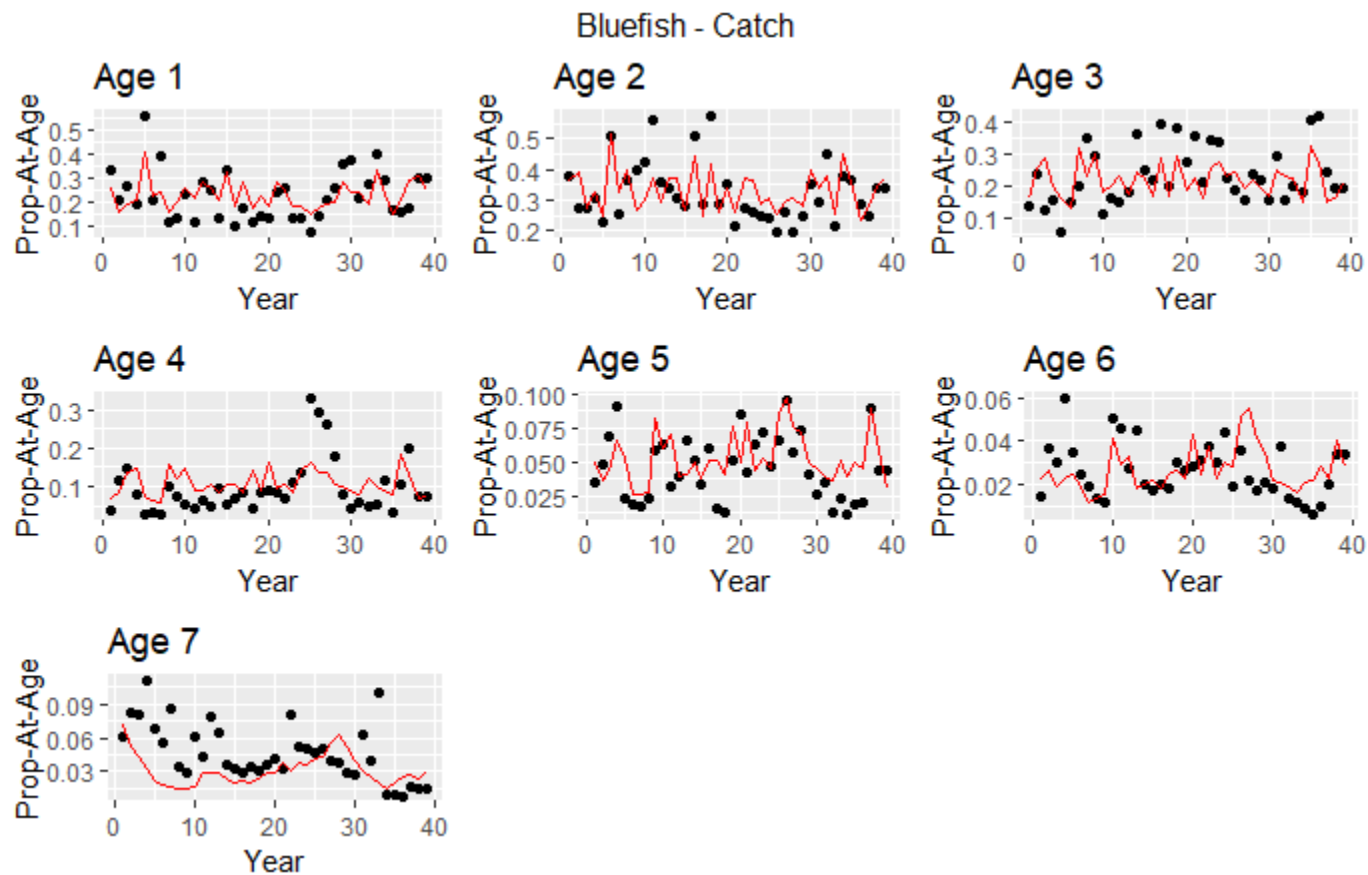 Bluefish - Catch
Age 1
Prop-At-Age
0.5
0.4
0.3
0.2
0.1
0 10 20 30 40
Year
Age 2
Prop-At-Age
0.5
0.4
0.3
0.2
0 10 20 30 40
Year
Age 3
Prop-At-Age
0.4
0.3
0.2
0.1
0 10 20 30 40
Year
Age 4
Prop-At-Age
0.3
0.2
0.1
0 10 20 30 40
Year
Age 5
Prop-At-Age
0.100
0.075
0.050
0.025
0 10 20 30 40
Year
Age 6
Prop-At-Age
0.06
0.04
0.02
0 10 20 30 40
Year
Age 7
Prop-At-Age
0.09
0.06
0.03
0 10 20 30 40
Year